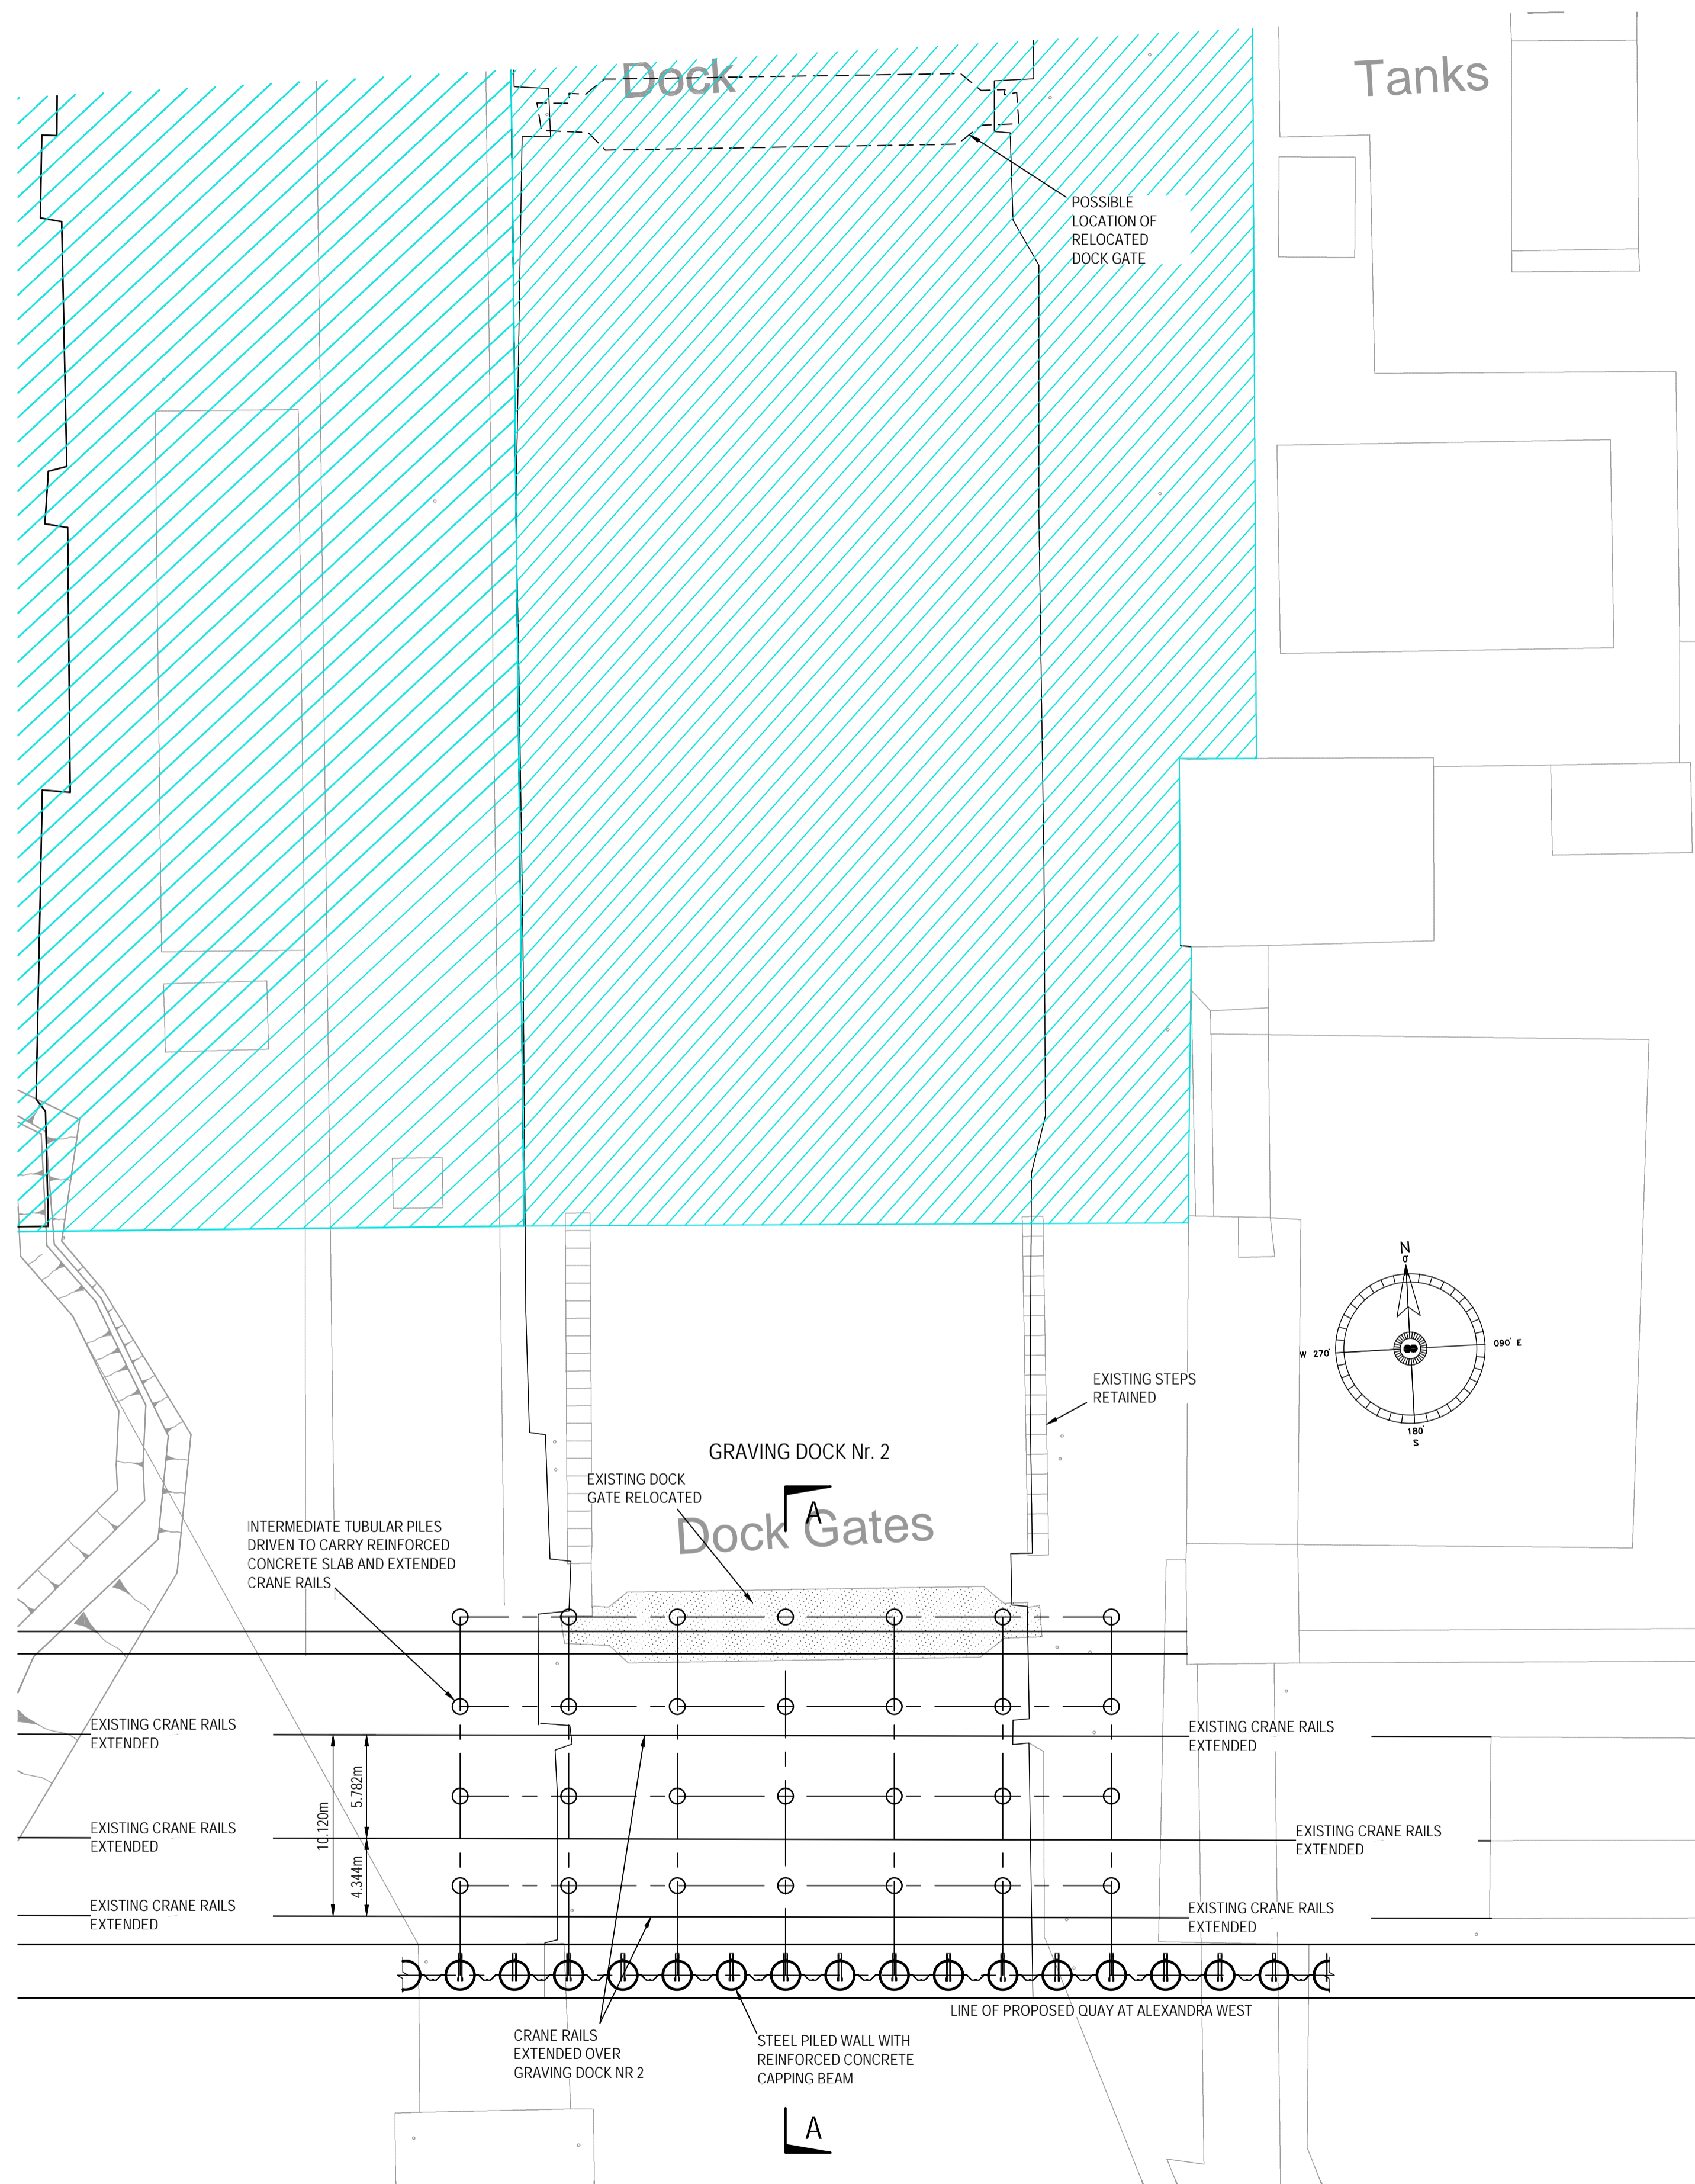 Dock
Tanks
POSSIBLE
LOCATION OF
RELOCATED
DOCK GATE
N
0°
W 270°
090° E
180°
S
EXISTING STEPS
RETAINED
GRAVING DOCK Nr. 2
EXISTING DOCK
GATE RELOCATED
A
Dock Gates
INTERMEDIATE TUBULAR PILES
DRIVEN TO CARRY REINFORCED
CONCRETE SLAB AND EXTENDED
CRANE RAILS
EXISTING CRANE RAILS
EXTENDED
EXISTING CRANE RAILS
EXTENDED
5.782m
10.120m
EXISTING CRANE RAILS
EXTENDED
EXISTING CRANE RAILS
EXTENDED
4.344m
EXISTING CRANE RAILS
EXTENDED
EXISTING CRANE RAILS
EXTENDED
LINE OF PROPOSED QUAY AT ALEXANDRA WEST
CRANE RAILS
EXTENDED OVER
GRAVING DOCK NR 2
STEEL PILED WALL WITH
REINFORCED CONCRETE
CAPPING BEAM
A